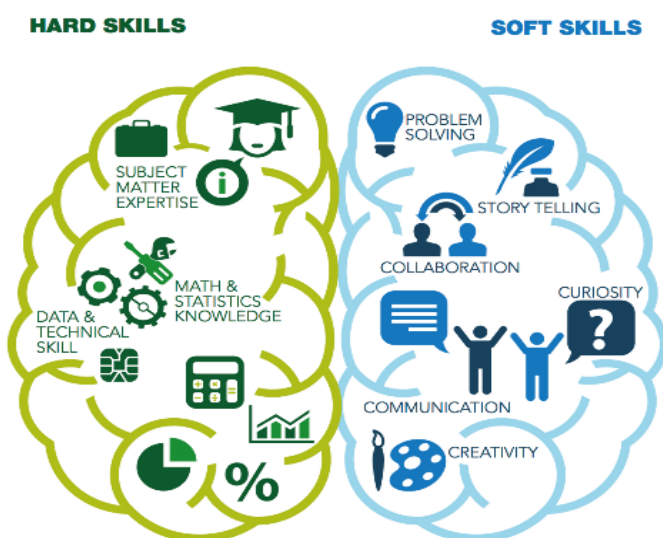 HARD SKILLS
SUBJECT
MATTER
EXPERTISE
i
MATH &
STATISTICS
KNOWLEDGE
DATA &
TECHNICAL
SKILL
%
SOFT SKILLS
PROBLEM
SOLVING
STORY TELLING
COLLABORATION
CURIOSITY
?
COMMUNICATION
CREATIVITY